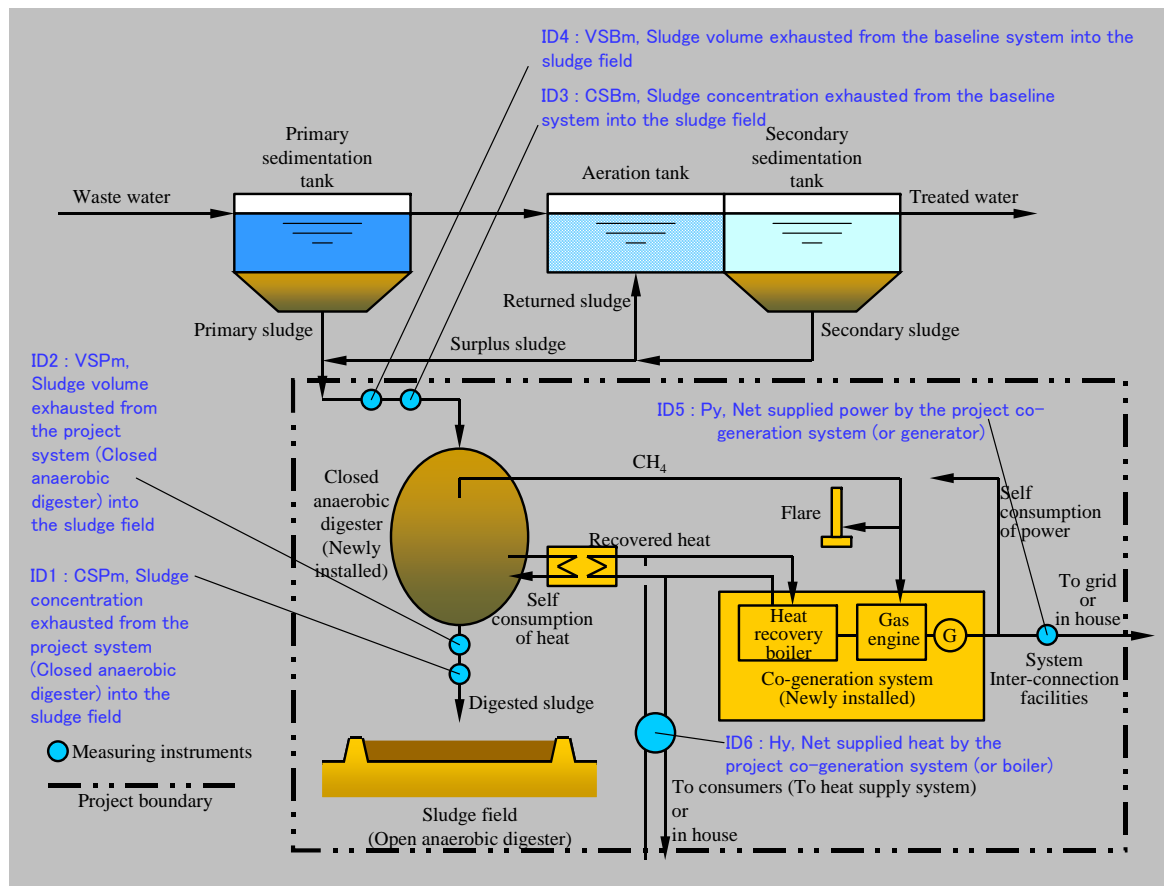 ID4 : VSBm, Sludge volume exhausted from the baseline system into the
sludge field
ID3 : CSBm, Sludge concentration exhausted from the baseline
system into the sludge field
Primary
sedimentation
tank
Secondary
sedimentation
tank
Aeration tank
Waste water
Treated water
Returned sludge
Primary sludge
Secondary sludge
Surplus sludge
ID2 : VSPm,
Sludge volume
exhausted from
the project
system (Closed
anaerobic
digester) into
the sludge field
ID5 : Py, Net supplied power by the project co-
generation system (or generator)
CH4
Closed
anaerobic
digester
(Newly
installed)
Flare
Self
consumption
of power
Recovered heat
ID1 : CSPm, Sludge
concentration
exhausted from the
project system
(Closed anaerobic
digester) into the
sludge field
Self
consumption
of heat
To grid
or
in house
Heat
recovery
boiler
Gas
engine
G
System
Inter-connection
facilities
Co-generation system
(Newly installed)
Digested sludge
Measuring instruments
Project boundary
ID6 : Hy, Net supplied heat by the
project co-generation system (or boiler)
To consumers (To heat supply system)
or
in house
Sludge field
(Open anaerobic digester)